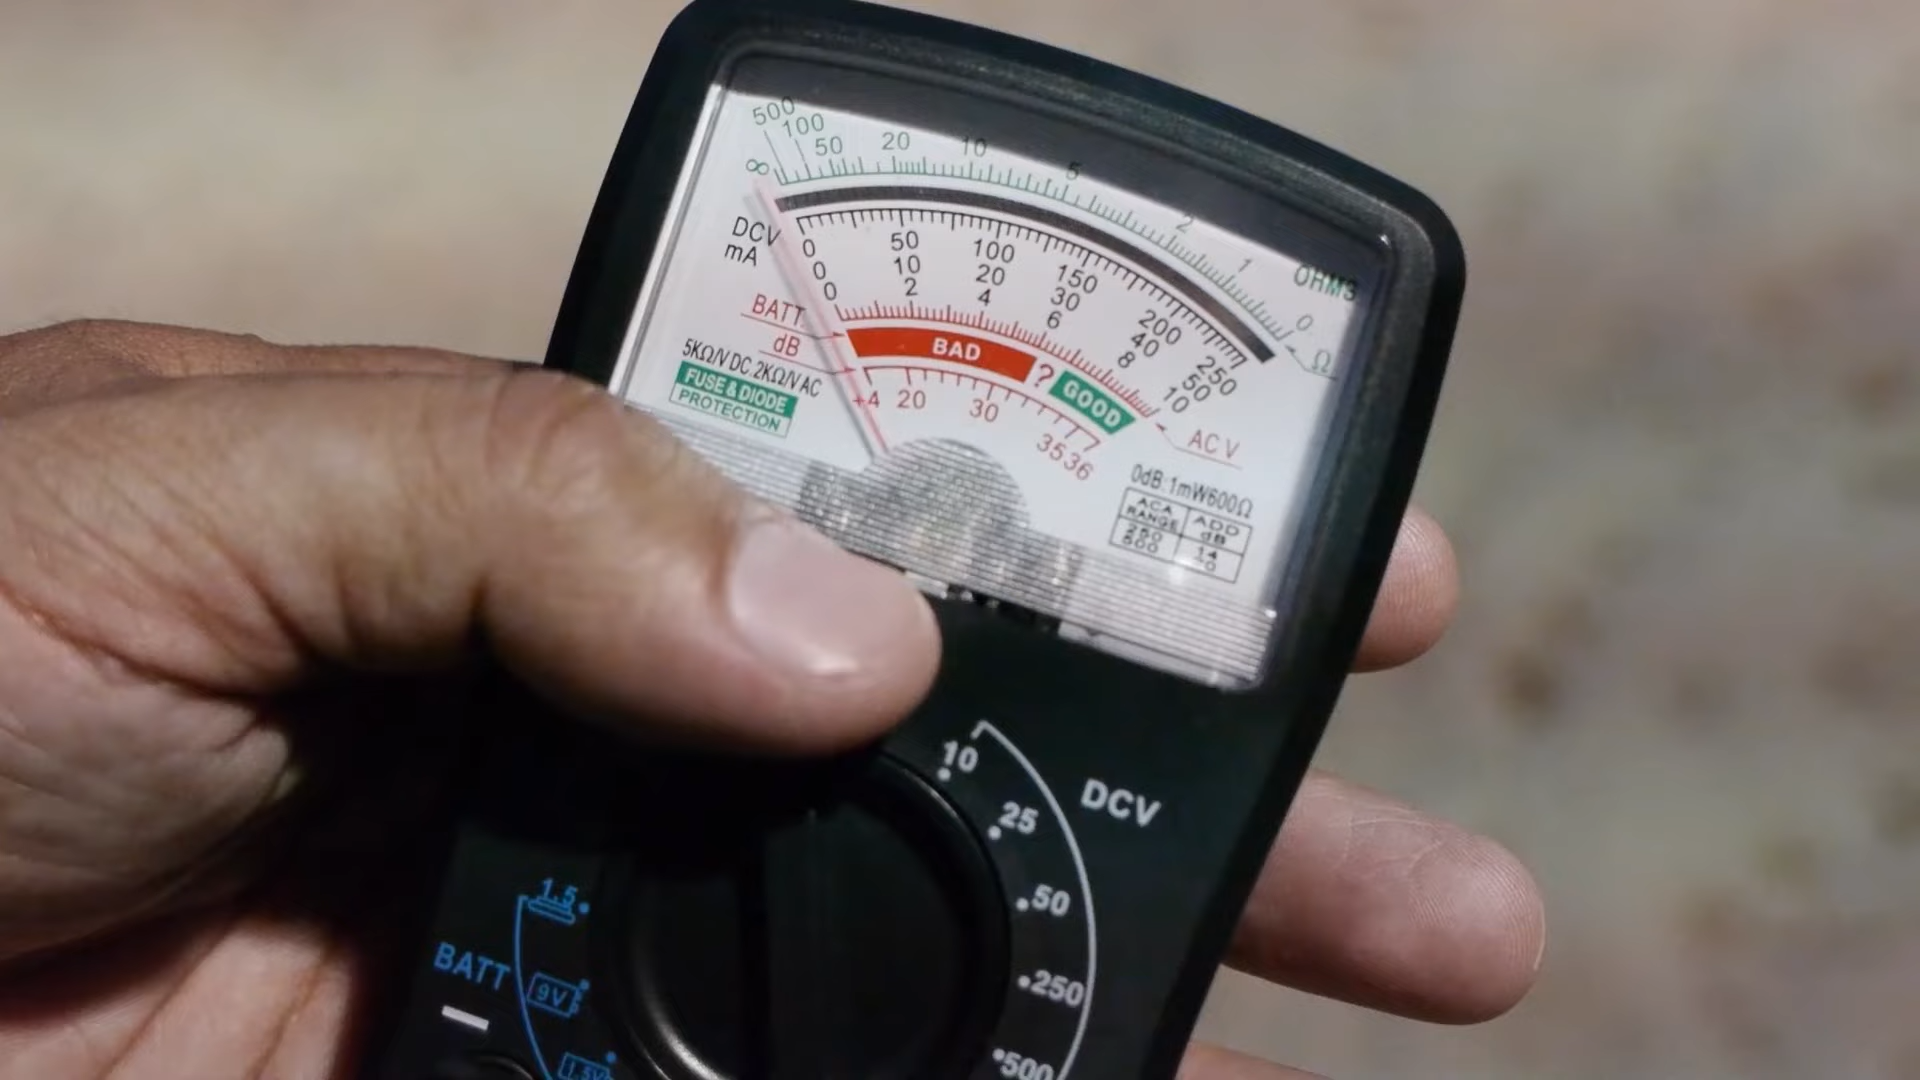 500
100
50 20 10 5 2 1 0
∞
OHMS
Ω
DCV
mA
0 50 100 150 200 250
0 10 20 30 40 50
0 2 4 6 8 10
BATT
dB
BAD ? GOOD
AC V
5KΩ/V DC 2KΩ/V AC
FUSE & DIODE
PROTECTION
+4 20 30 35 36
0dB:1mW600Ω
ACA RANGE
ADD dB
250
14
10
DCV
25
50
250
500
1.5
BATT
9V
1.5V